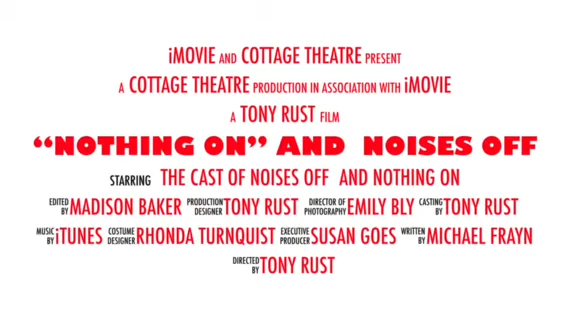 iMOVIE AND COTTAGE THEATRE PRESENT
A COTTAGE THEATRE PRODUCTION IN ASSOCIATION WITH iMOVIE
A TONY RUST FILM
“NOTHING ON” AND NOISES OFF
STARRING THE CAST OF NOISES OFF AND NOTHING ON
EDITED BY MADISON BAKER PRODUCTION DESIGNER TONY RUST DIRECTOR OF PHOTOGRAPHY EMILY BLY CASTING BY TONY RUST
MUSIC BY iTUNES COSTUME DESIGNER RHONDA TURNQUIST EXECUTIVE PRODUCER SUSAN GOES WRITTEN BY MICHAEL FRAYN
DIRECTED BY TONY RUST